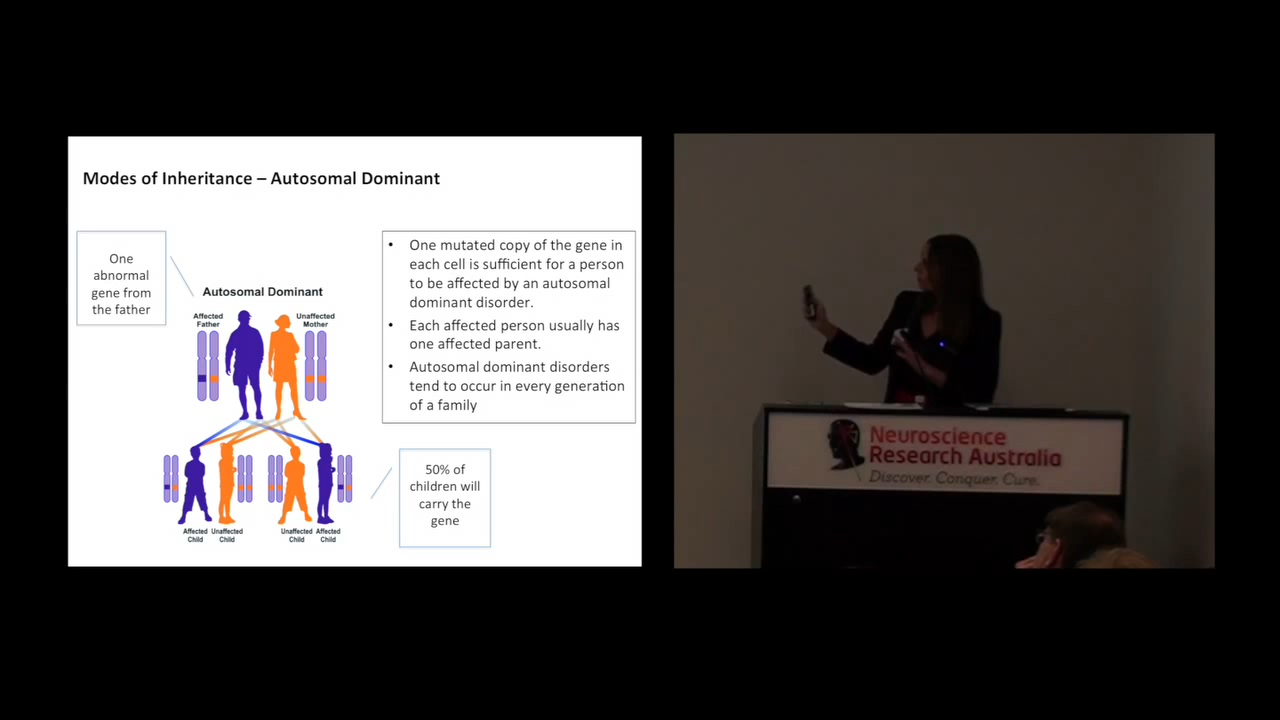 Modes of Inheritance – Autosomal Dominant
One
abnormal
gene from
the father
Autosomal Dominant
Affected
Father
Unaffected
Mother
Affected
Child
Unaffected
Child
Unaffected
Child
Affected
Child
• One mutated copy of the gene in
each cell is sufficient for a person
to be affected by an autosomal
dominant disorder.
• Each affected person usually has
one affected parent.
• Autosomal dominant disorders
tend to occur in every generation
of a family
50% of
children will
carry the
gene
Neuroscience
Research Australia
Discover. Conquer. Cure.